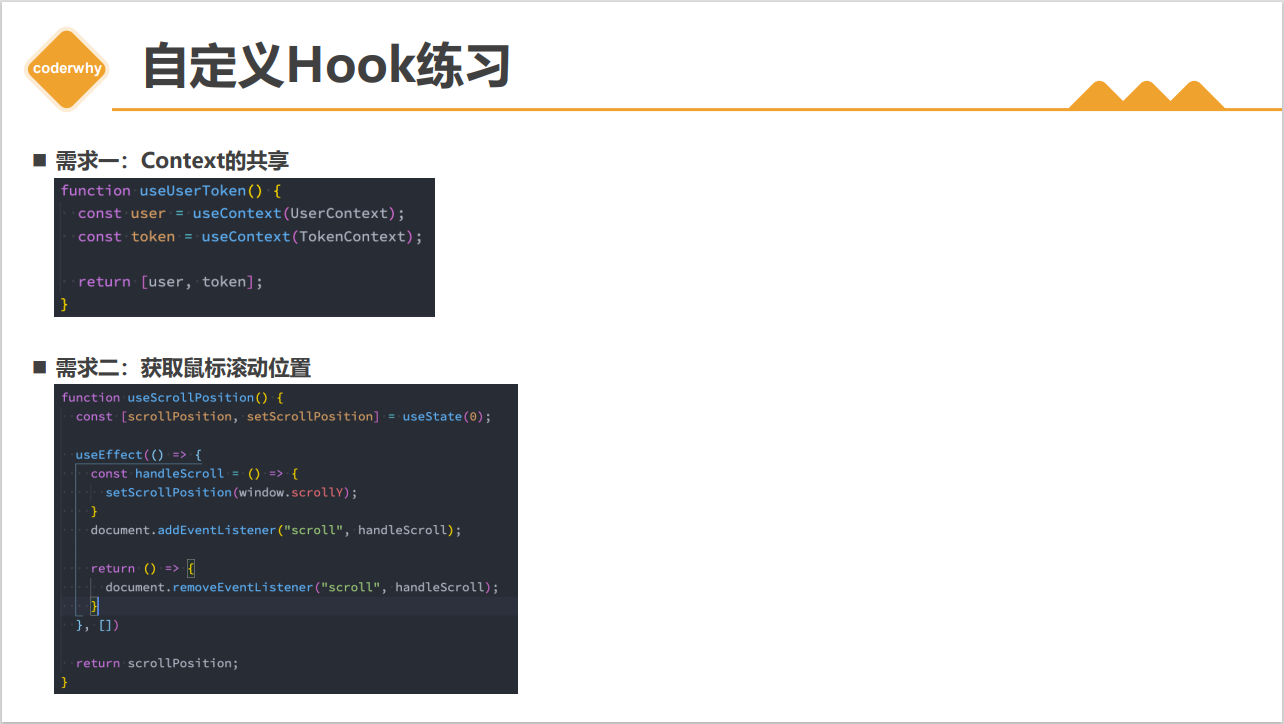 coderwhy
自定义Hook练习
需求一：Context的共享
function useUserToken() {
  const user = useContext(UserContext);
  const token = useContext(TokenContext);
  return [user, token];
}
需求二：获取鼠标滚动位置
function useScrollPosition() {
  const [scrollPosition, setScrollPosition] = useState(0);
  useEffect(() => {
    const handleScroll = () => {
      setScrollPosition(window.scrollY);
    }
    document.addEventListener("scroll", handleScroll);
    return () => {
      document.removeEventListener("scroll", handleScroll);
    }
  }, [])
  return scrollPosition;
}